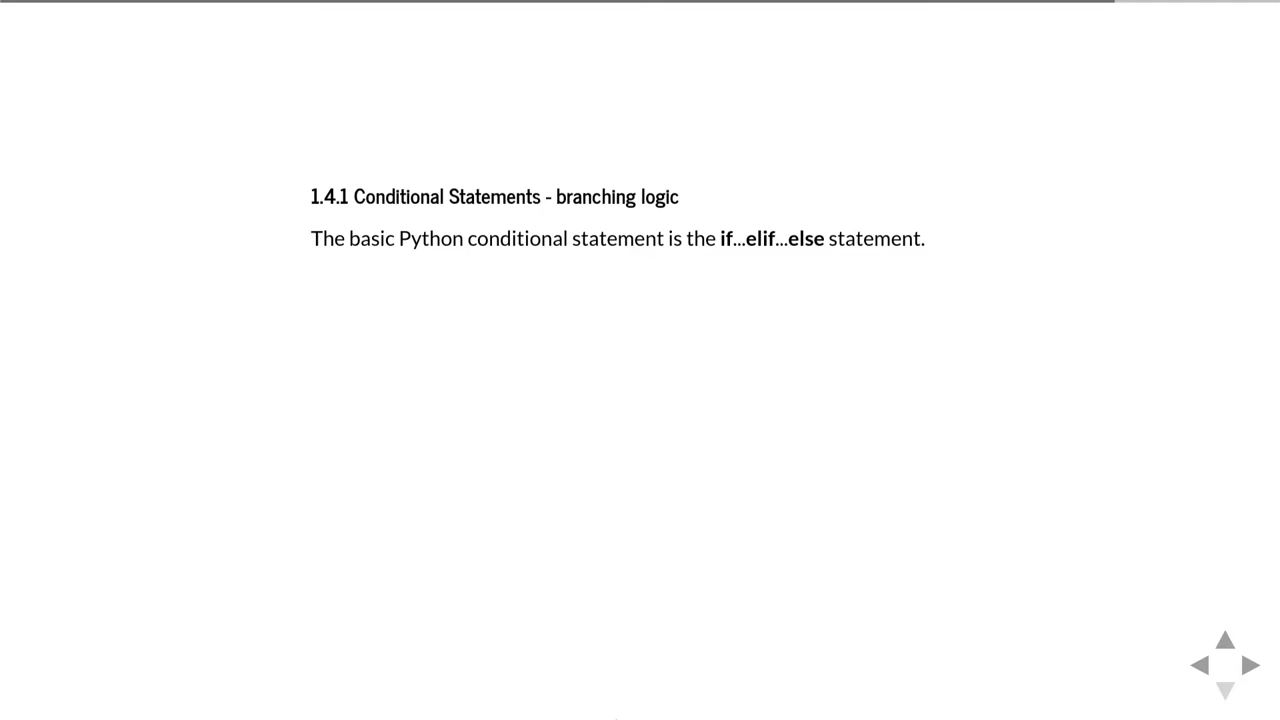 1.4.1 Conditional Statements - branching logic
The basic Python conditional statement is the if...elif...else statement.